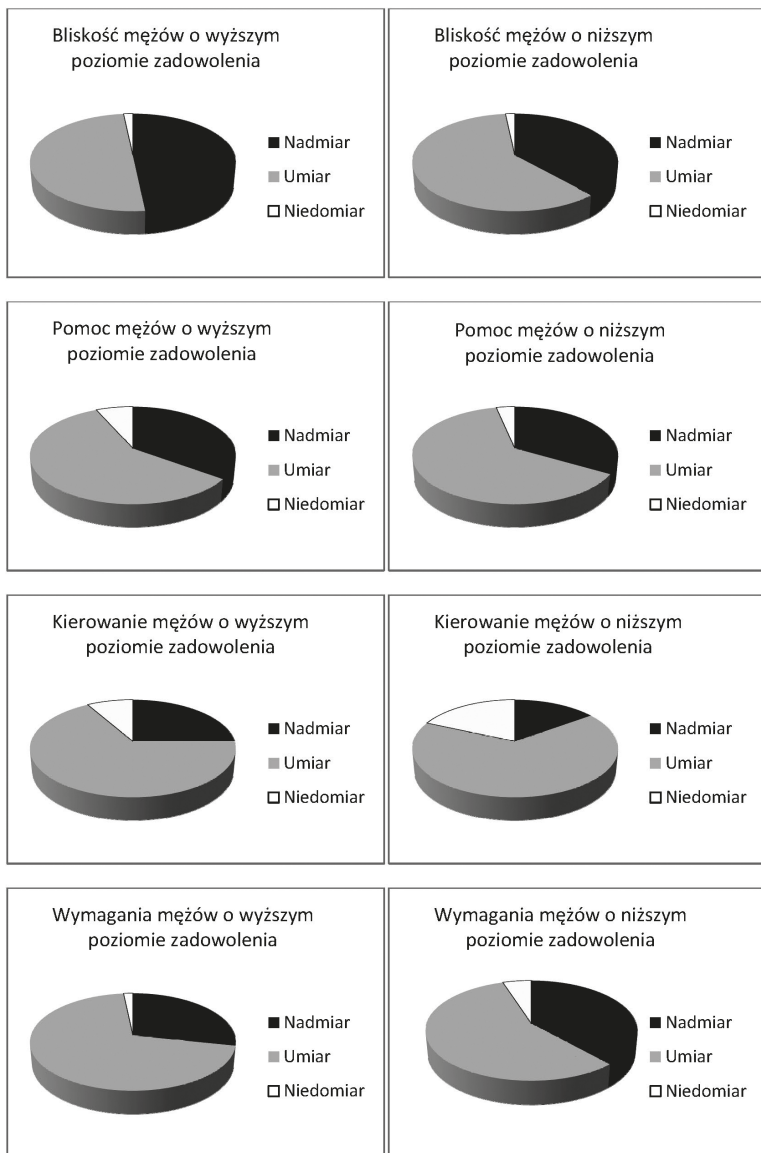 Bliskość mężów o wyższym
poziomie zadowolenia
Nadmiar
Umiar
Niedomiar
Bliskość mężów o niższym
poziomie zadowolenia
Nadmiar
Umiar
Niedomiar
Pomoc mężów o wyższym
poziomie zadowolenia
Nadmiar
Umiar
Niedomiar
Pomoc mężów o niższym
poziomie zadowolenia
Nadmiar
Umiar
Niedomiar
Kierowanie mężów o wyższym
poziomie zadowolenia
Nadmiar
Umiar
Niedomiar
Kierowanie mężów o niższym
poziomie zadowolenia
Nadmiar
Umiar
Niedomiar
Wymagania mężów o wyższym
poziomie zadowolenia
Nadmiar
Umiar
Niedomiar
Wymagania mężów o niższym
poziomie zadowolenia
Nadmiar
Umiar
Niedomiar